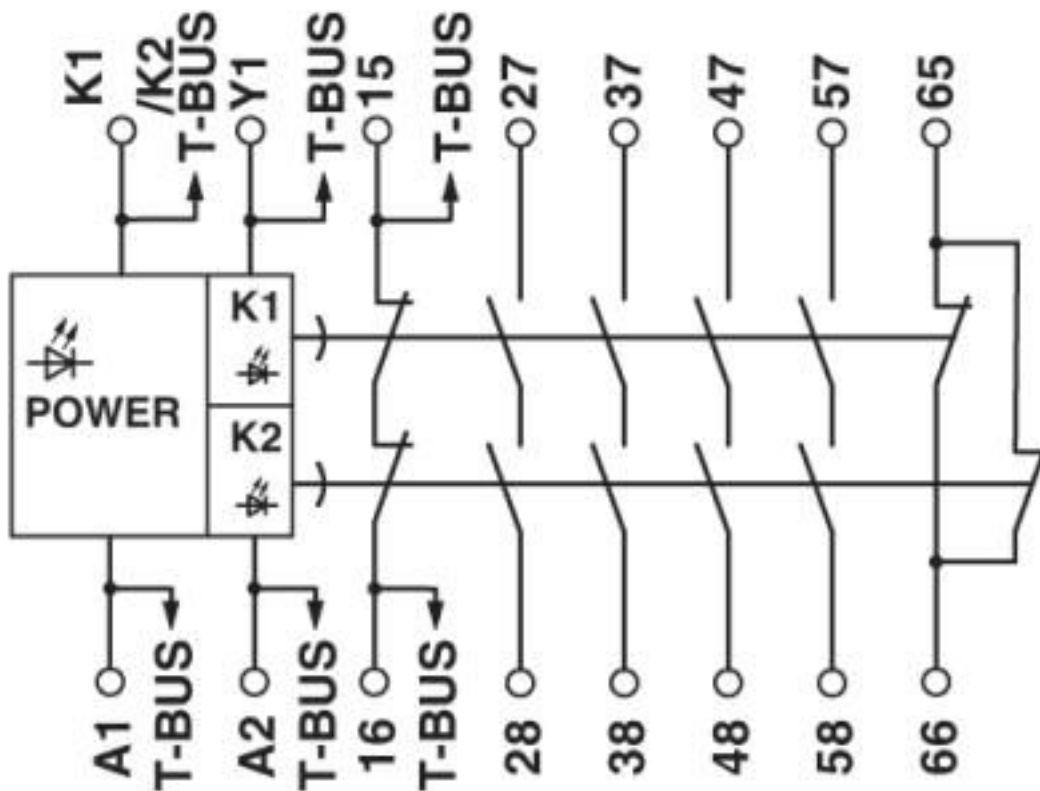 K1
/K2
T-BUS
Y1
T-BUS
15
T-BUS
27
37
47
57
65
K1
POWER
K2
A1
T-BUS
A2
T-BUS
16
T-BUS
28
38
48
58
66